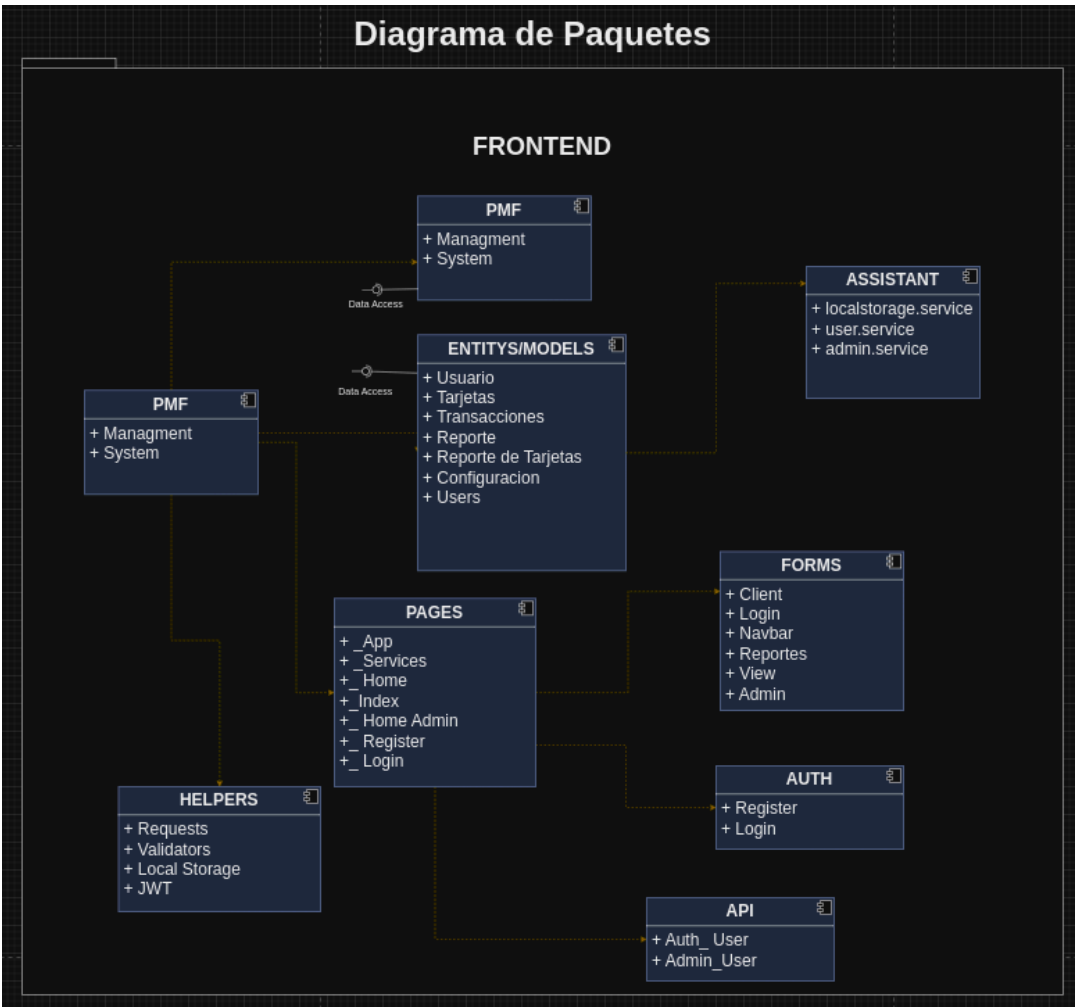 Diagrama de Paquetes
FRONTEND
PMF
+ Managment
+ System
Data Access
ENTITYS/MODELS
+ Usuario
+ Tarjetas
+ Transacciones
+ Reporte
+ Reporte de Tarjetas
+ Configuracion
+ Users
Data Access
ASSISTANT
+ localstorage.service
+ user.service
+ admin.service
PMF
+ Managment
+ System
PAGES
+ _App
+ _Services
+ _ Home
+_Index
+_ Home Admin
+_ Register
+_ Login
FORMS
+ Client
+ Login
+ Navbar
+ Reportes
+ View
+ Admin
HELPERS
+ Requests
+ Validators
+ Local Storage
+ JWT
AUTH
+ Register
+ Login
API
+ Auth_ User
+ Admin_User